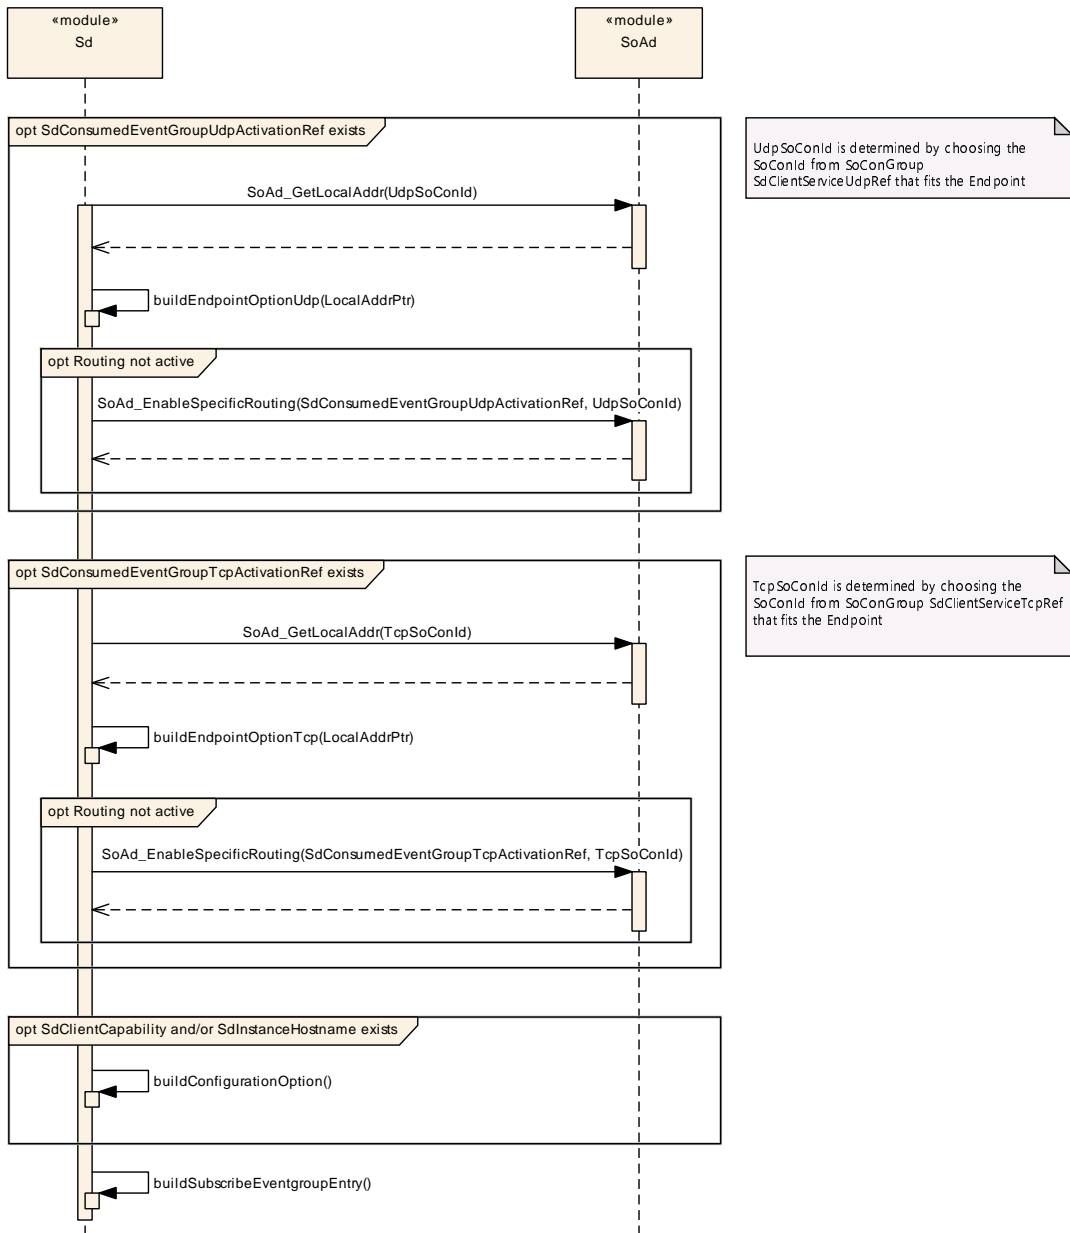 «module»
Sd
«module»
SoAd
opt SdConsumedEventGroupUdpActivationRef exists
UdpSoConId is determined by choosing the
SoConId from SoConGroup
SdClientServiceUdpRef that fits the Endpoint
SoAd_GetLocalAddr(UdpSoConId)
buildEndpointOptionUdp(LocalAddrPtr)
opt Routing not active
SoAd_EnableSpecificRouting(SdConsumedEventGroupUdpActivationRef, UdpSoConId)
opt SdConsumedEventGroupTcpActivationRef exists
TcpSoConId is determined by choosing the
SoConId from SoConGroup SdClientServiceTcpRef
that fits the Endpoint
SoAd_GetLocalAddr(TcpSoConId)
buildEndpointOptionTcp(LocalAddrPtr)
opt Routing not active
SoAd_EnableSpecificRouting(SdConsumedEventGroupTcpActivationRef, TcpSoConId)
opt SdClientCapability and/or SdInstanceHostname exists
buildConfigurationOption()
buildSubscribeEventgroupEntry()